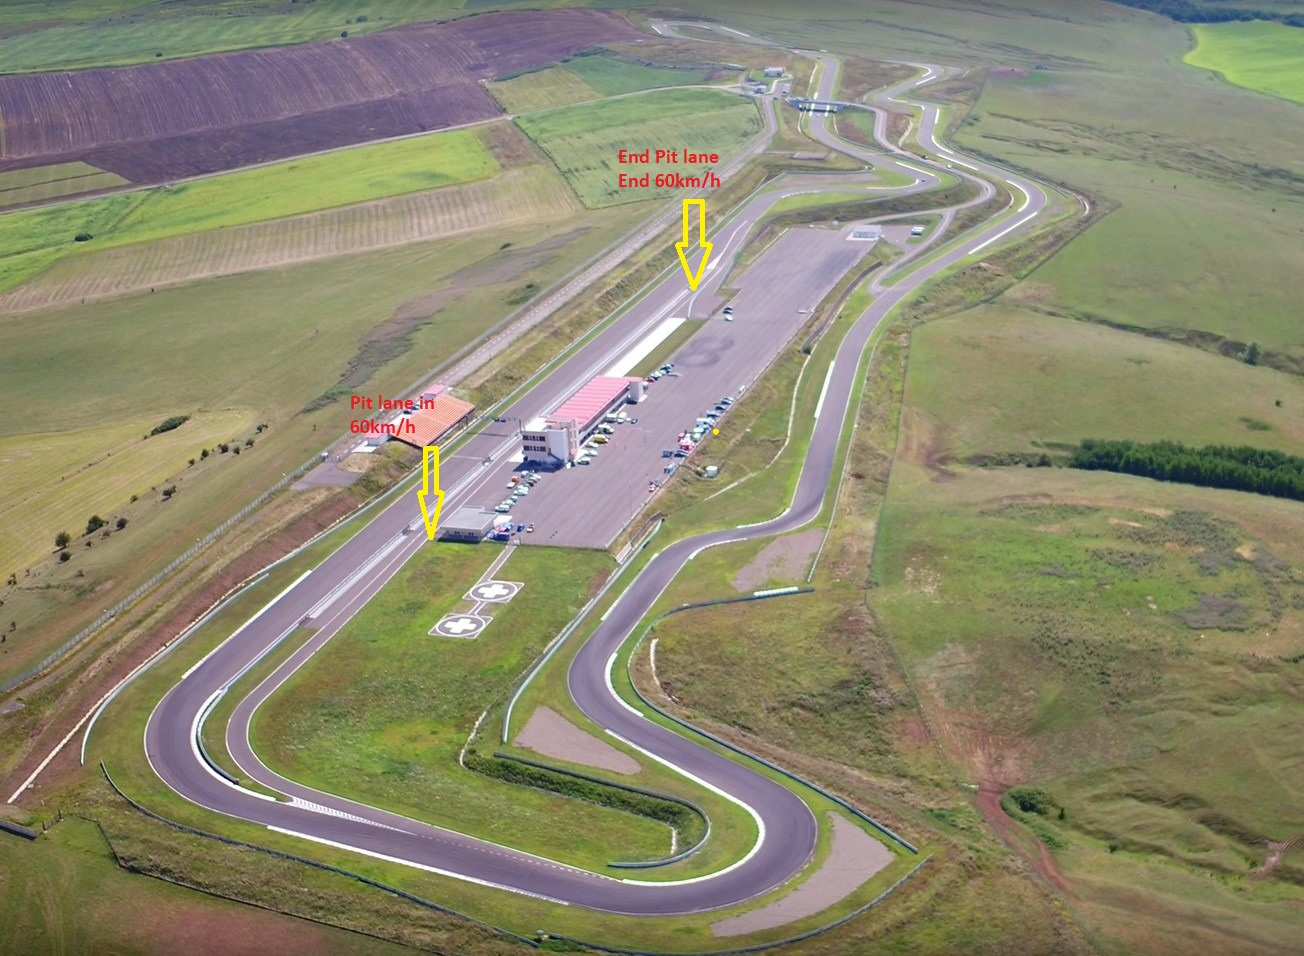 End Pit lane
End 60km/h
Pit lane in
60km/h